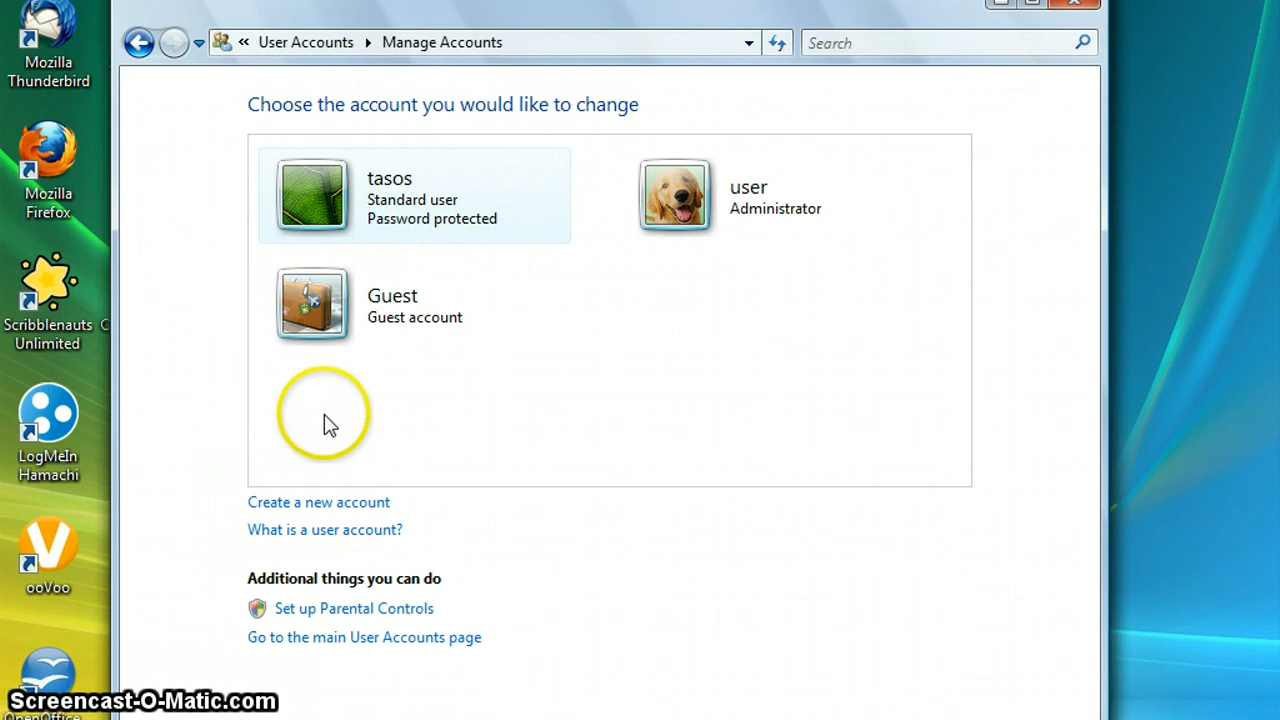 Mozilla
Thunderbird
Mozilla
Firefox
Scribblenauts
Unlimited
C
LogMeIn
Hamachi
ooVoo
OpenOffice
« User Accounts Manage Accounts
Search
Choose the account you would like to change
tasos
Standard user
Password protected
user
Administrator
Guest
Guest account
Create a new account
What is a user account?
Additional things you can do
Set up Parental Controls
Go to the main User Accounts page
Screencast-O-Matic.com